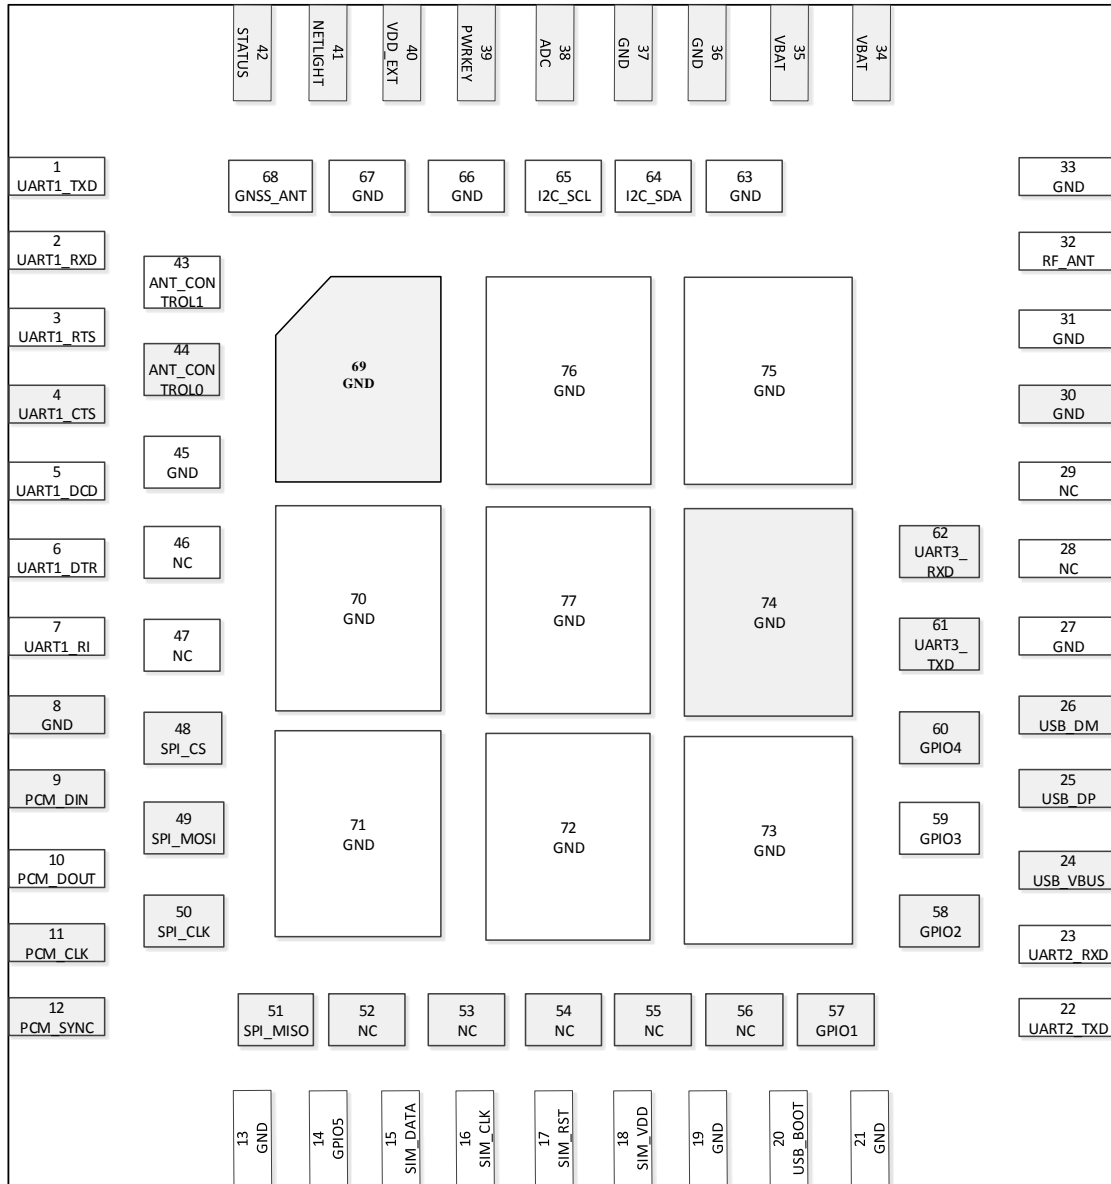 42
STATUS
41
NETLIGHT
40
VDD_EXT
39
PWRKEY
38
ADC
37
GND
36
GND
35
VBAT
34
VBAT
1
UART1_TXD
68
GNSS_ANT
67
GND
66
GND
65
I2C_SCL
64
I2C_SDA
63
GND
33
GND
2
UART1_RXD
32
RF_ANT
43
ANT_CON
TROL1
3
UART1_RTS
31
GND
44
ANT_CON
TROL0
69
GND
76
GND
75
GND
4
UART1_CTS
30
GND
45
GND
5
UART1_DCD
29
NC
46
NC
62
UART3_
RXD
6
UART1_DTR
28
NC
70
GND
77
GND
74
GND
7
UART1_RI
47
NC
61
UART3_
TXD
27
GND
8
GND
48
SPI_CS
60
GPIO4
26
USB_DM
9
PCM_DIN
25
USB_DP
49
SPI_MOSI
71
GND
72
GND
73
GND
59
GPIO3
10
PCM_DOUT
24
USB_VBUS
50
SPI_CLK
58
GPIO2
11
PCM_CLK
23
UART2_RXD
12
PCM_SYNC
51
SPI_MISO
52
NC
53
NC
54
NC
55
NC
56
NC
57
GPIO1
22
UART2_TXD
13
GND
14
GPIO5
15
SIM_DATA
16
SIM_CLK
17
SIM_RST
18
SIM_VDD
19
GND
20
USB_BOOT
21
GND